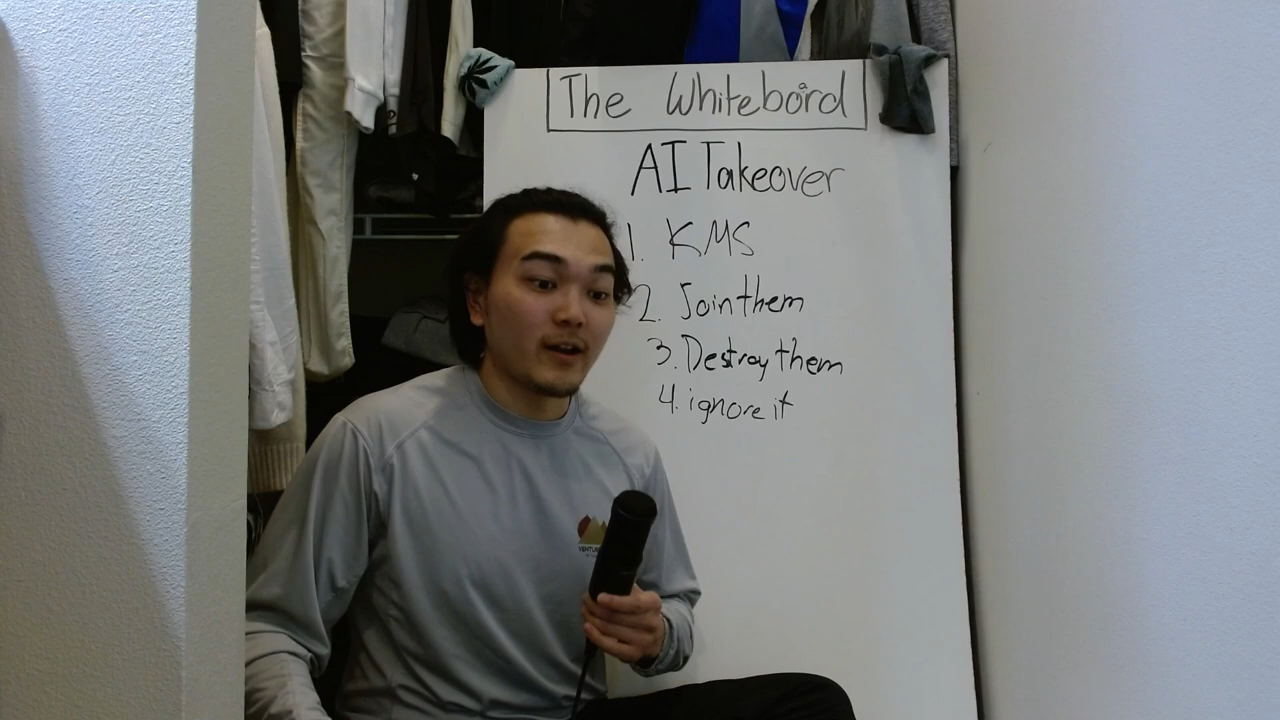 The Whitebord
AI Takeover
1. KMS
2. Join them
3. Destroy them
4. ignore it